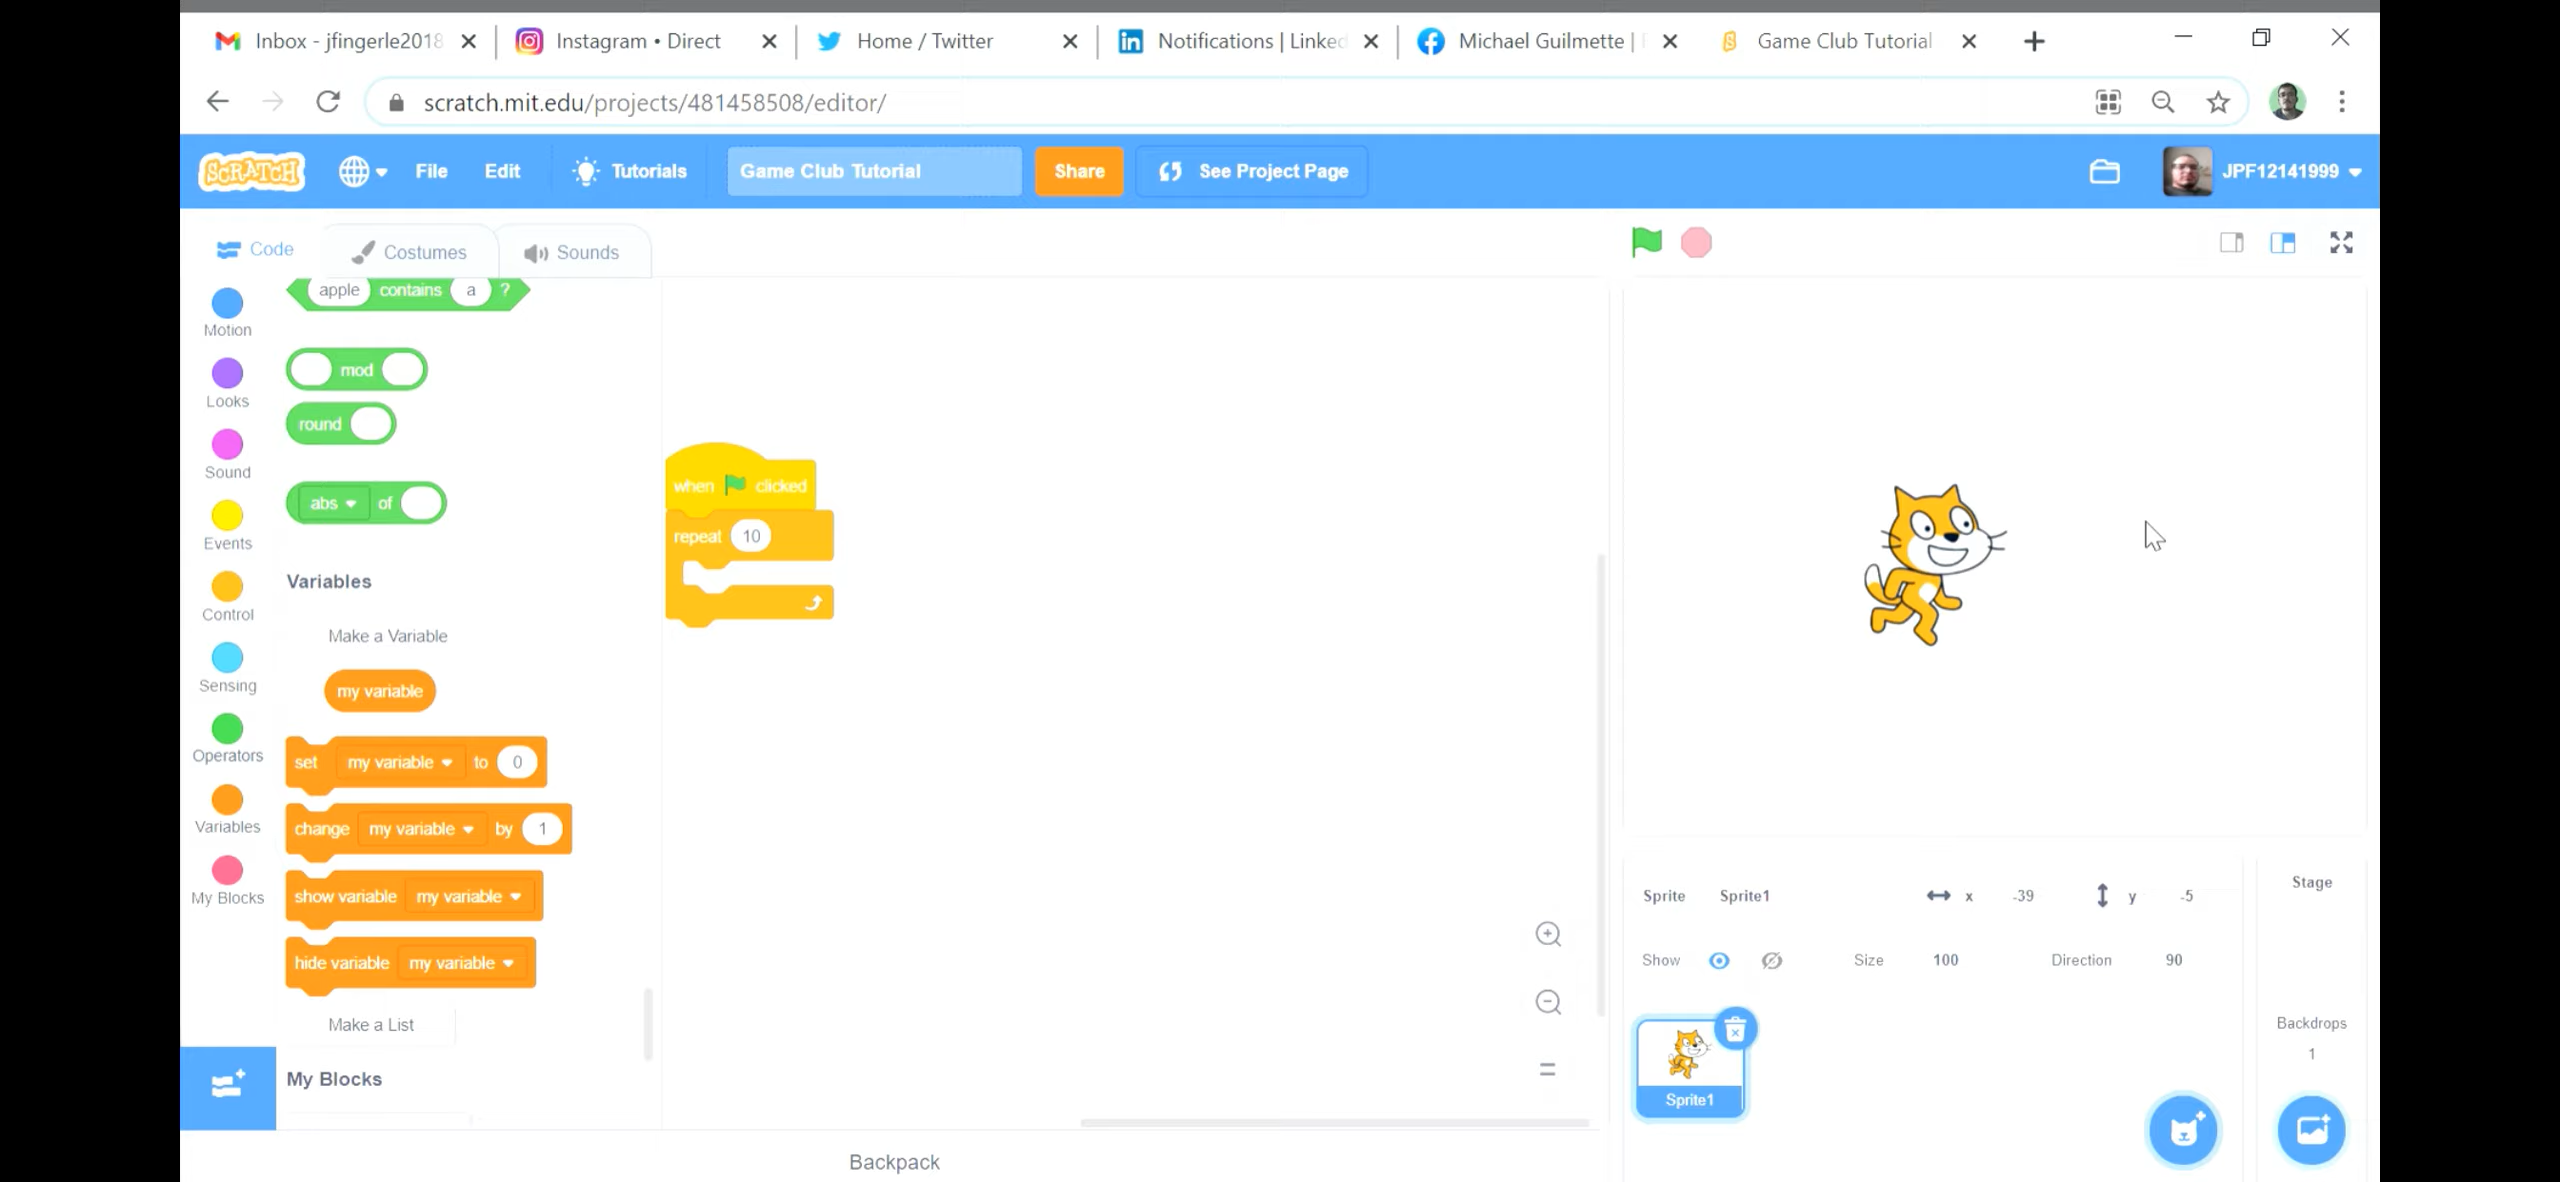 Inbox - jfingerle2018
Instagram • Direct
Home / Twitter
Notifications | Linked
Michael Guilmette |
Game Club Tutorial
scratch.mit.edu/projects/481458508/editor/
SCRATCH
File
Edit
Tutorials
Game Club Tutorial
Share
See Project Page
JPF12141999
Code
Costumes
Sounds
Motion
Looks
Sound
Events
Control
Sensing
Operators
Variables
My Blocks
apple contains a ?
mod
round
abs of
Variables
Make a Variable
my variable
set my variable to 0
change my variable by 1
show variable my variable
hide variable my variable
Make a List
My Blocks
when clicked
repeat 10
Backpack
Sprite Sprite1 x -39 y -5
Show Size 100 Direction 90
Sprite1
Stage
Backdrops
1